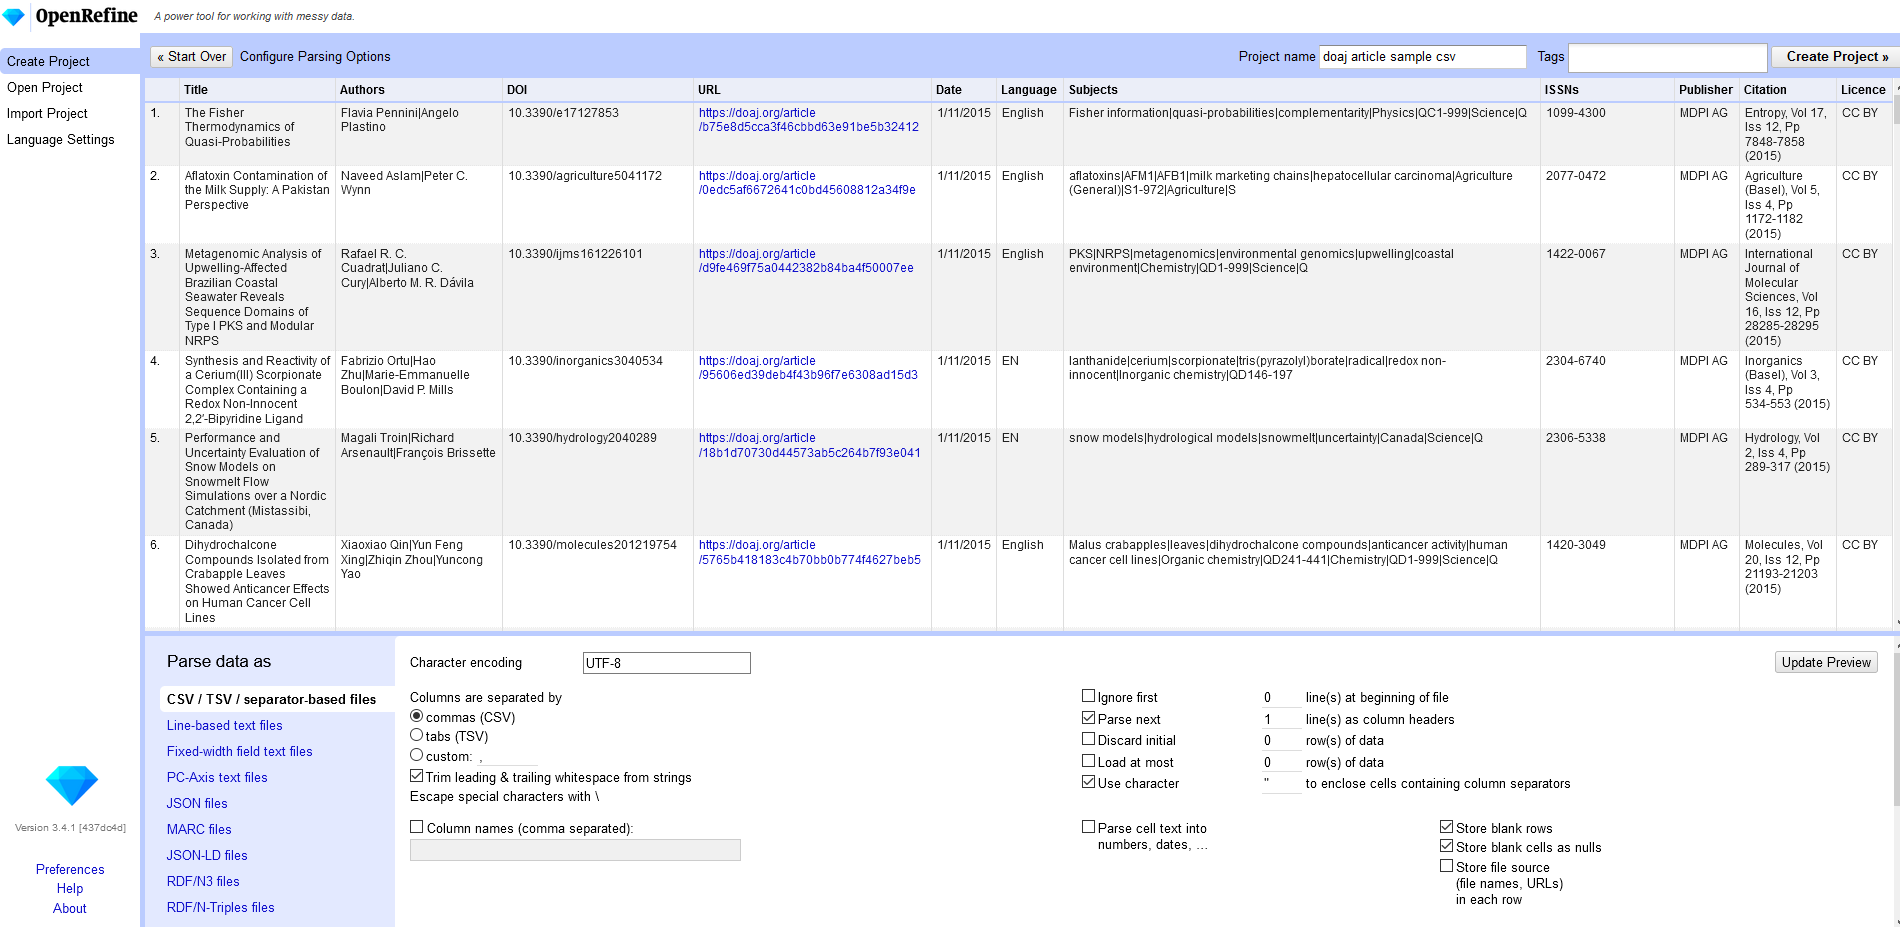 OpenRefine
A power tool for working with messy data.
Create Project
Open Project
Import Project
Language Settings
« Start Over
Configure Parsing Options
Project name
doaj article sample csv
Tags
Create Project »
Title Authors DOI URL Date Language Subjects ISSNs Publisher Citation Licence
1.
The Fisher
Thermodynamics of
Quasi-Probabilities
Flavia Pennini|Angelo
Plastino
10.3390/e17127853
https://doaj.org/article
/b75e8d5cca3f46cbbd63e91be5b32412
1/11/2015
English
Fisher information|quasi-probabilities|complementarity|Physics|QC1-999|Science|Q
1099-4300
MDPI AG
Entropy, Vol 17,
Iss 12, Pp
7848-7858
(2015)
CC BY
2.
Aflatoxin Contamination of
the Milk Supply: A Pakistan
Perspective
Naveed Aslam|Peter C.
Wynn
10.3390/agriculture5041172
https://doaj.org/article
/0edc5af6672641c0bd45608812a34f9e
1/11/2015
English
aflatoxins|AFM1|AFB1|milk marketing chains|hepatocellular carcinoma|Agriculture
(General)|S1-972|Agriculture|S
2077-0472
MDPI AG
Agriculture
(Basel), Vol 5,
Iss 4, Pp
1172-1182
(2015)
CC BY
3.
Metagenomic Analysis of
Upwelling-Affected
Brazilian Coastal
Seawater Reveals
Sequence Domains of
Type I PKS and Modular
NRPS
Rafael R. C.
Cuadrat|Juliano C.
Cury|Alberto M. R. Dávila
10.3390/ijms161226101
https://doaj.org/article
/d9fe469f75a0442382b84ba4f50007ee
1/11/2015
English
PKS|NRPS|metagenomics|environmental genomics|upwelling|coastal
environment|Chemistry|QD1-999|Science|Q
1422-0067
MDPI AG
International
Journal of
Molecular
Sciences, Vol
16, Iss 12, Pp
28285-28295
(2015)
CC BY
4.
Synthesis and Reactivity of
a Cerium(III) Scorpionate
Complex Containing a
Redox Non-Innocent
2,2′-Bipyridine Ligand
Fabrizio Ortu|Hao
Zhu|Marie-Emmanuelle
Boulon|David P. Mills
10.3390/inorganics3040534
https://doaj.org/article
/95606ed39deb4f43b96f7e6308ad15d3
1/11/2015
EN
lanthanide|cerium|scorpionate|tris(pyrazolyl)borate|radical|redox non-
innocent|Inorganic chemistry|QD146-197
2304-6740
MDPI AG
Inorganics
(Basel), Vol 3,
Iss 4, Pp
534-553 (2015)
CC BY
5.
Performance and
Uncertainty Evaluation of
Snow Models on
Snowmelt Flow
Simulations over a Nordic
Catchment (Mistassibi,
Canada)
Magali Troin|Richard
Arsenault|François Brissette
10.3390/hydrology2040289
https://doaj.org/article
/18b1d70730d44573ab5c264b7f93e041
1/11/2015
EN
snow models|hydrological models|snowmelt|uncertainty|Canada|Science|Q
2306-5338
MDPI AG
Hydrology, Vol
2, Iss 4, Pp
289-317 (2015)
CC BY
6.
Dihydrochalcone
Compounds Isolated from
Crabapple Leaves
Showed Anticancer Effects
on Human Cancer Cell
Lines
Xiaoxiao Qin|Yun Feng
Xing|Zhiqin Zhou|Yuncong
Yao
10.3390/molecules201219754
https://doaj.org/article
/5765b418183c4b70bb0b774f4627beb5
1/11/2015
English
Malus crabapples|leaves|dihydrochalcone compounds|anticancer activity|human
cancer cell lines|Organic chemistry|QD241-441|Chemistry|QD1-999|Science|Q
1420-3049
MDPI AG
Molecules, Vol
20, Iss 12, Pp
21193-21203
(2015)
CC BY
Parse data as
CSV / TSV / separator-based files
Line-based text files
Fixed-width field text files
PC-Axis text files
JSON files
MARC files
JSON-LD files
RDF/N3 files
RDF/N-Triples files
Character encoding
UTF-8
Update Preview
Columns are separated by
commas (CSV)
tabs (TSV)
custom: ,
Trim leading & trailing whitespace from strings
Escape special characters with \
Column names (comma separated):
Ignore first 0 line(s) at beginning of file
Parse next 1 line(s) as column headers
Discard initial 0 row(s) of data
Load at most 0 row(s) of data
Use character " to enclose cells containing column separators
Parse cell text into
numbers, dates, ...
Store blank rows
Store blank cells as nulls
Store file source
(file names, URLs)
in each row
Version 3.4.1 [437dc4d]
Preferences
Help
About